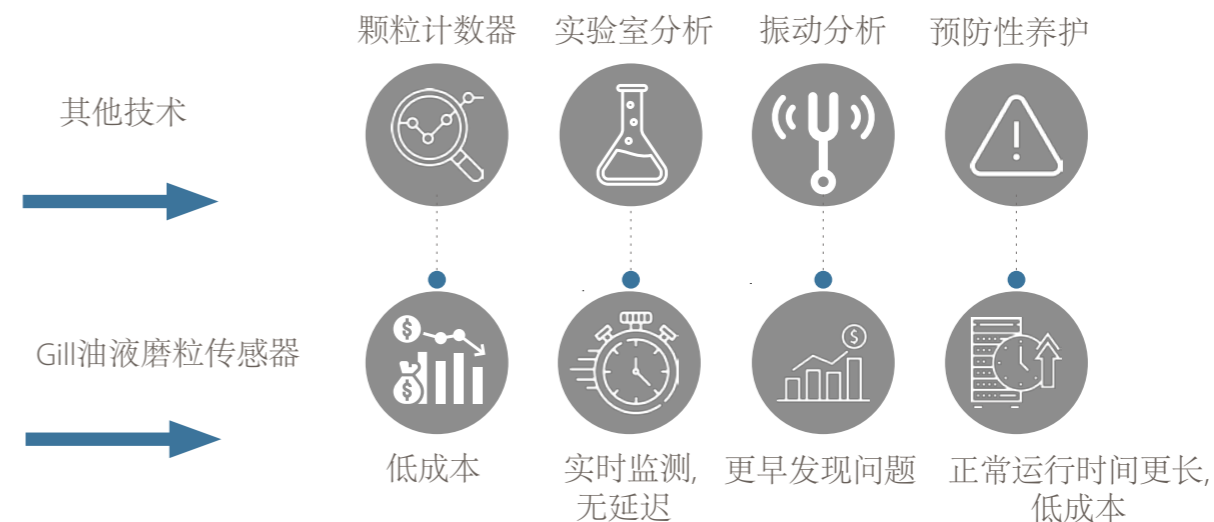 颗粒计数器
实验室分析
振动分析
预防性养护
其他技术
Gill油液磨粒传感器
低成本
实时监测,
无延迟
更早发现问题
正常运行时间更长,
低成本